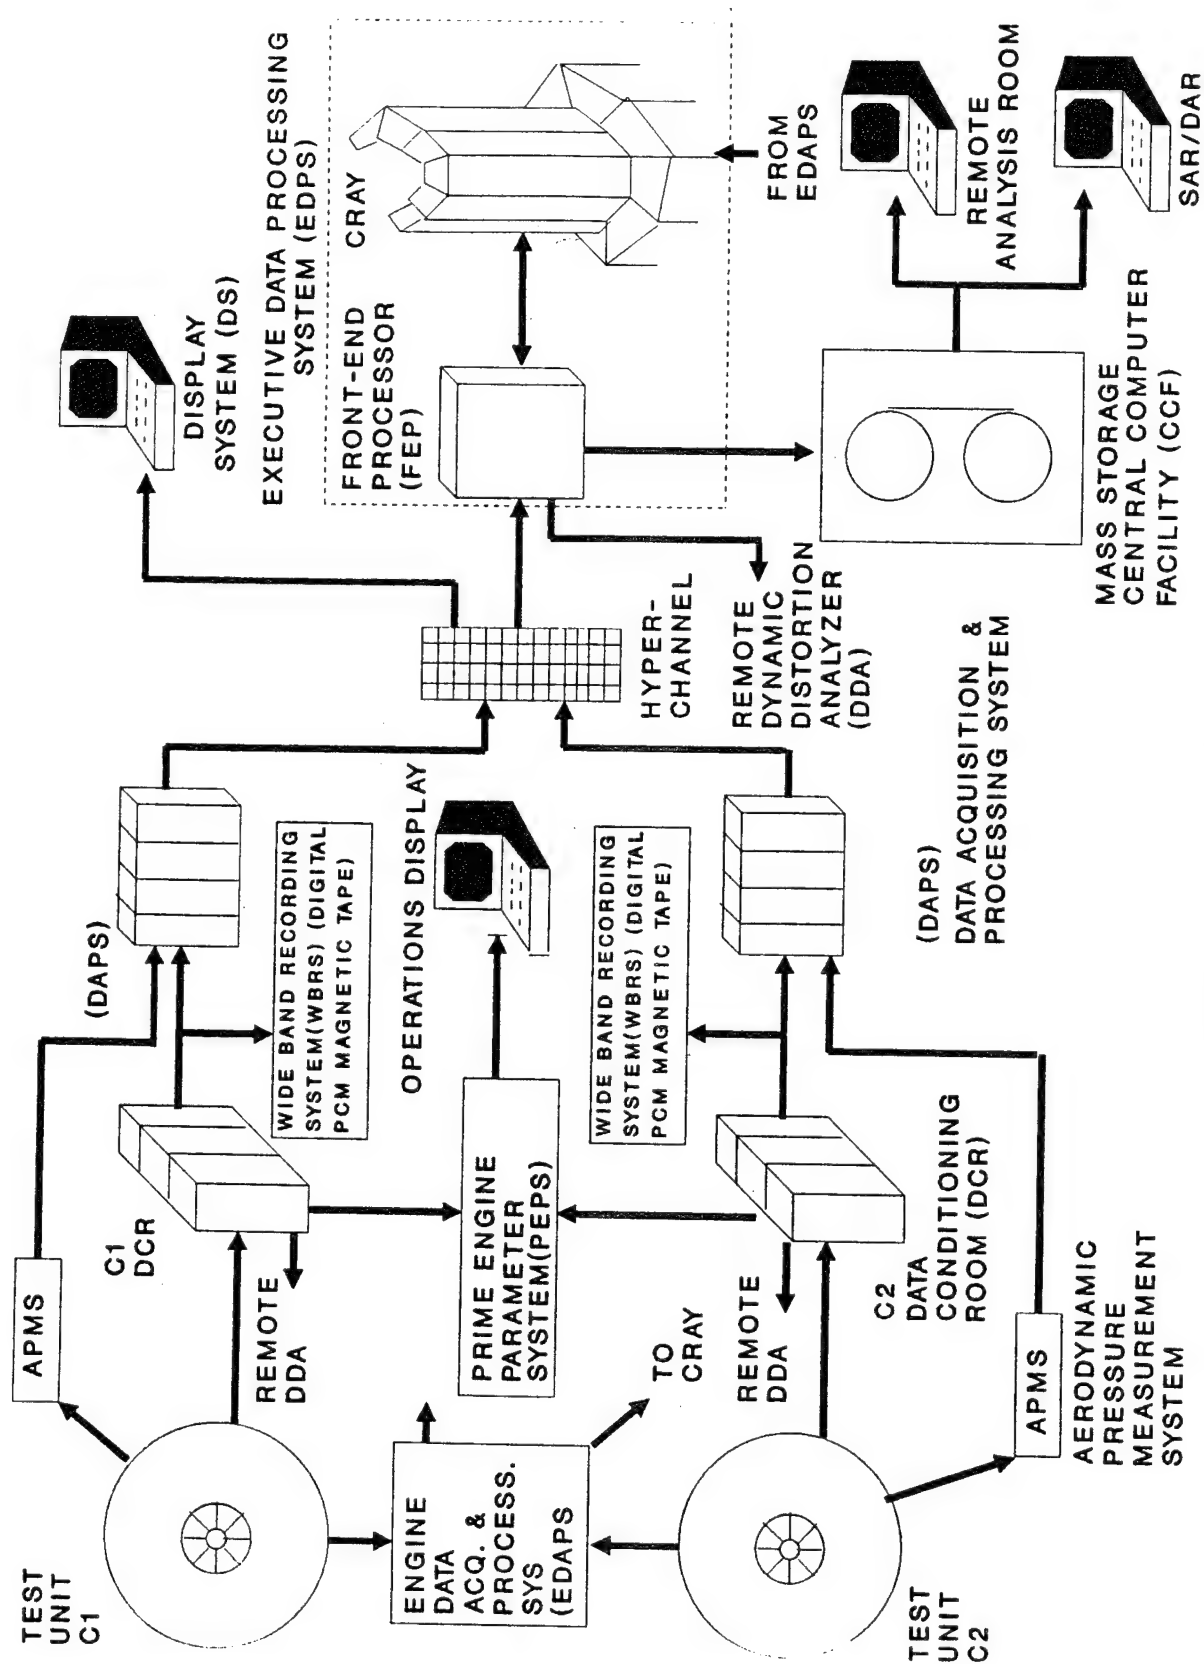 TEST
UNIT
C1
APMS
C1
DCR
REMOTE
DDA
(DAPS)
WIDE BAND RECORDING
SYSTEM(WBRS) (DIGITAL
PCM MAGNETIC TAPE)
DISPLAY
SYSTEM (DS)
EXECUTIVE DATA PROCESSING
SYSTEM (EDPS)
FRONT-END
PROCESSOR
(FEP)
CRAY
FROM
EDAPS
ENGINE
DATA
ACQ. &
PROCESS.
SYS
(EDAPS
PRIME ENGINE
PARAMETER
SYSTEM(PEPS)
OPERATIONS DISPLAY
HYPER-
CHANNEL
TO
CRAY
REMOTE
DDA
WIDE BAND RECORDING
SYSTEM(WBRS) (DIGITAL
PCM MAGNETIC TAPE)
REMOTE
DYNAMIC
DISTORTION
ANALYZER
(DDA)
TEST
UNIT
C2
C2
DATA
CONDITIONING
ROOM (DCR)
(DAPS)
DATA ACQUISITION &
PROCESSING SYSTEM
REMOTE
ANALYSIS ROOM
APMS
AERODYNAMIC
PRESSURE
MEASUREMENT
SYSTEM
MASS STORAGE
CENTRAL COMPUTER
FACILITY (CCF)
SAR/DAR